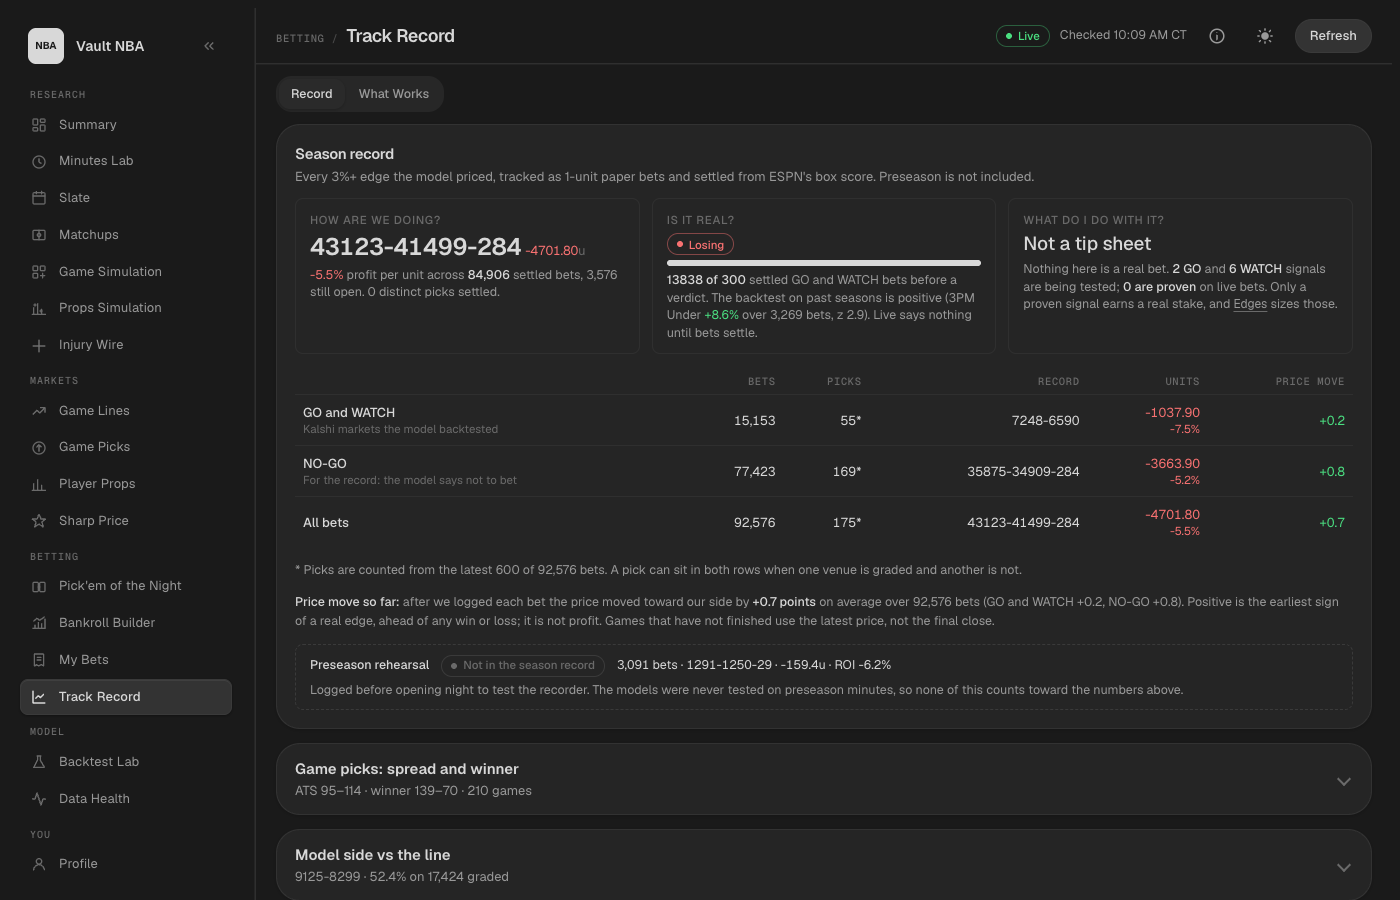 NBA
Vault NBA
RESEARCH
Summary
Minutes Lab
Slate
Matchups
Game Simulation
Props Simulation
Injury Wire
MARKETS
Game Lines
Game Picks
Player Props
Sharp Price
BETTING
Pick'em of the Night
Bankroll Builder
My Bets
Track Record
MODEL
Backtest Lab
Data Health
YOU
Profile
BETTING / Track Record
Live
Checked 10:09 AM CT
Refresh
Record
What Works
Season record
Every 3%+ edge the model priced, tracked as 1-unit paper bets and settled from ESPN's box score. Preseason is not included.
HOW ARE WE DOING?
43123-41499-284 -4701.80u
-5.5% profit per unit across 84,906 settled bets, 3,576
still open. 0 distinct picks settled.
IS IT REAL?
Losing
13838 of 300 settled GO and WATCH bets before a
verdict. The backtest on past seasons is positive (3PM
Under +8.6% over 3,269 bets, z 2.9). Live says nothing
until bets settle.
WHAT DO I DO WITH IT?
Not a tip sheet
Nothing here is a real bet. 2 GO and 6 WATCH signals
are being tested; 0 are proven on live bets. Only a
proven signal earns a real stake, and Edges sizes those.
BETS PICKS RECORD UNITS PRICE MOVE
GO and WATCH
Kalshi markets the model backtested
15,153 55* 7248-6590 -1037.90 +0.2
-7.5%
NO-GO
For the record: the model says not to bet
77,423 169* 35875-34909-284 -3663.90 +0.8
-5.2%
All bets 92,576 175* 43123-41499-284 -4701.80 +0.7
-5.5%
* Picks are counted from the latest 600 of 92,576 bets. A pick can sit in both rows when one venue is graded and another is not.
Price move so far: after we logged each bet the price moved toward our side by +0.7 points on average over 92,576 bets (GO and WATCH +0.2, NO-GO +0.8). Positive is the earliest sign
of a real edge, ahead of any win or loss; it is not profit. Games that have not finished use the latest price, not the final close.
Preseason rehearsal Not in the season record 3,091 bets · 1291-1250-29 · -159.4u · ROI -6.2%
Logged before opening night to test the recorder. The models were never tested on preseason minutes, so none of this counts toward the numbers above.
Game picks: spread and winner
ATS 95–114 · winner 139–70 · 210 games
Model side vs the line
9125-8299 · 52.4% on 17,424 graded